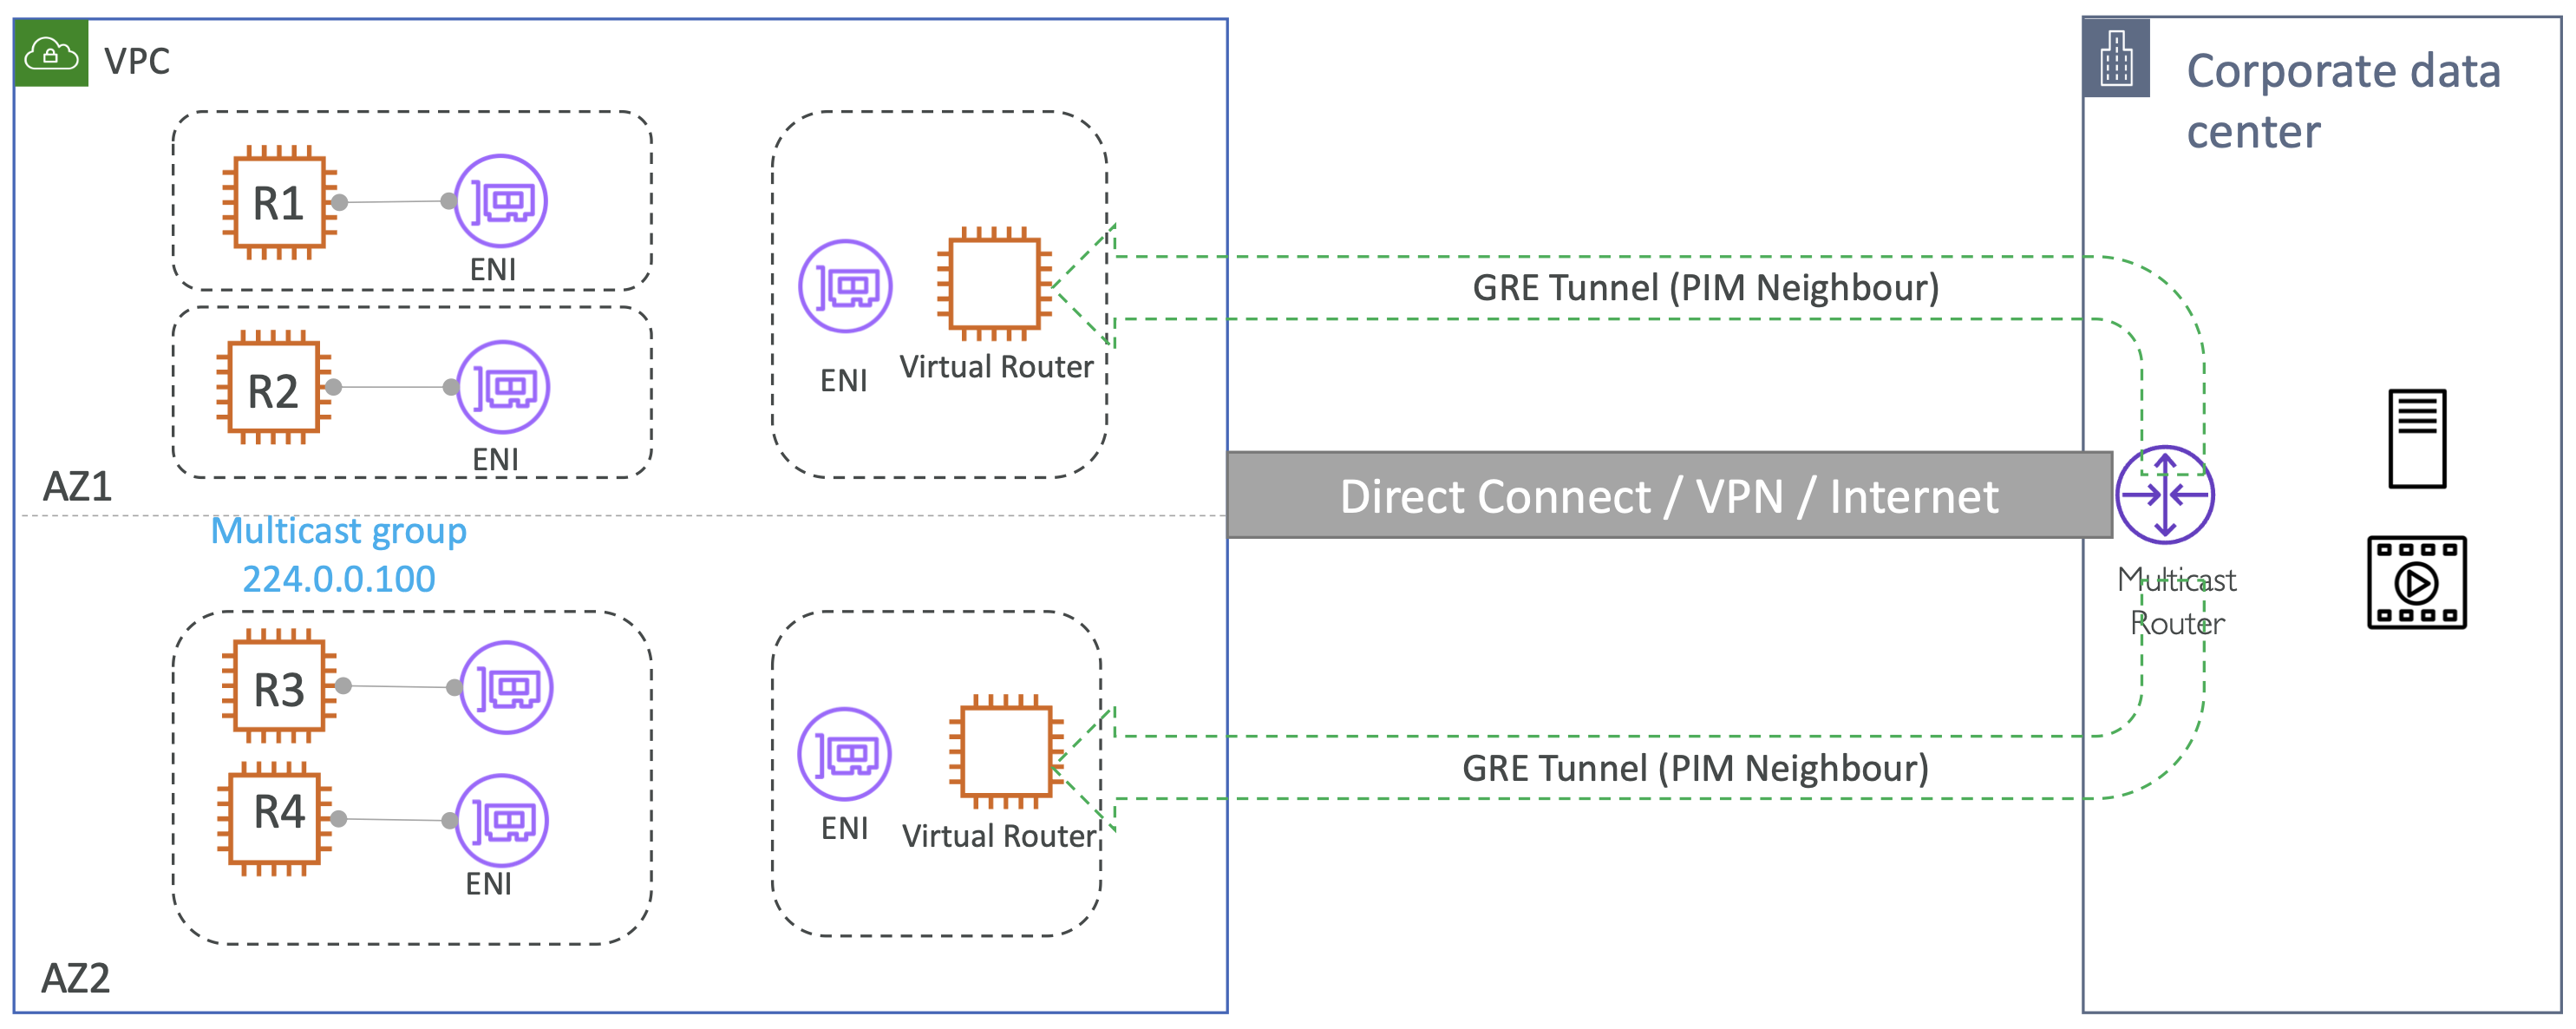 VPC
R1
ENI
R2
ENI
AZ1
ENI
Virtual Router
GRE Tunnel (PIM Neighbour)
Direct Connect / VPN / Internet
Corporate data
center
Multicast
Router
Multicast group
224.0.0.100
R3
R4
ENI
AZ2
ENI
Virtual Router
GRE Tunnel (PIM Neighbour)